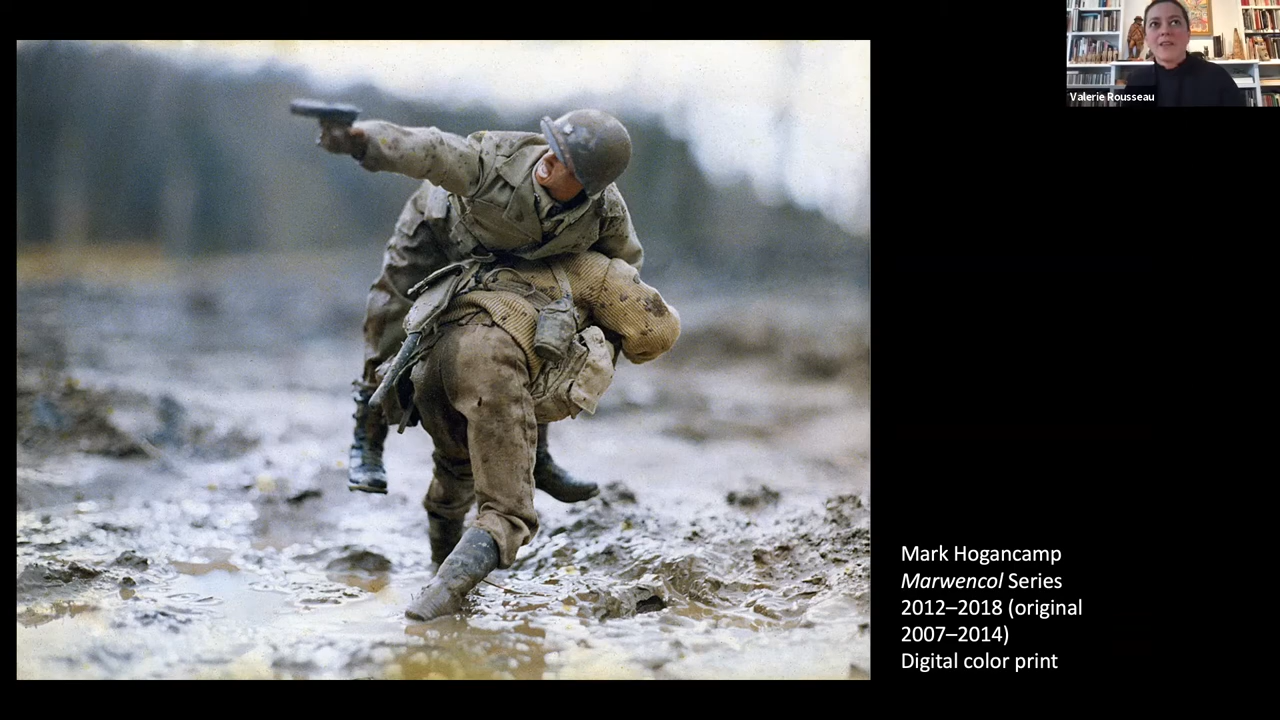 Valerie Rousseau
Mark Hogancamp
Marwencol Series
2012–2018 (original
2007–2014)
Digital color print